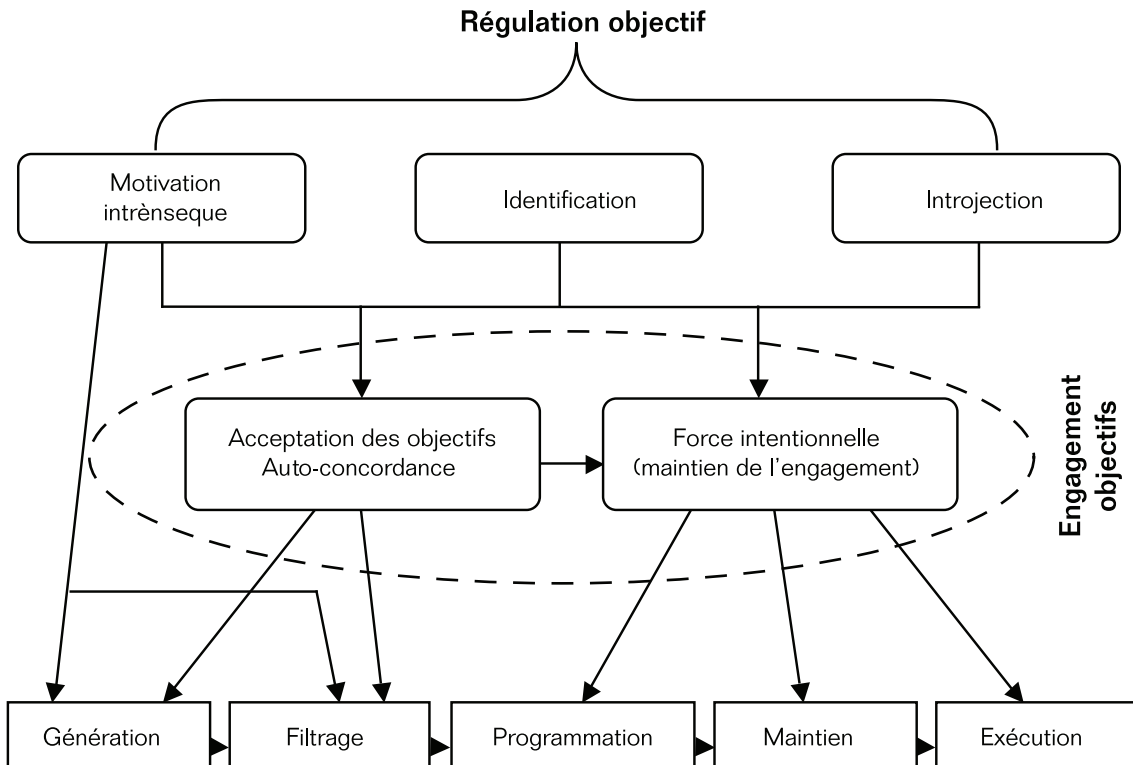 Régulation objectif
Motivation
intrènseque
Identification
Introjection
Acceptation des objectifs
Auto-concordance
Force intentionnelle
(maintien de l'engagement)
Engagement
objectifs
Génération
Filtrage
Programmation
Maintien
Exécution